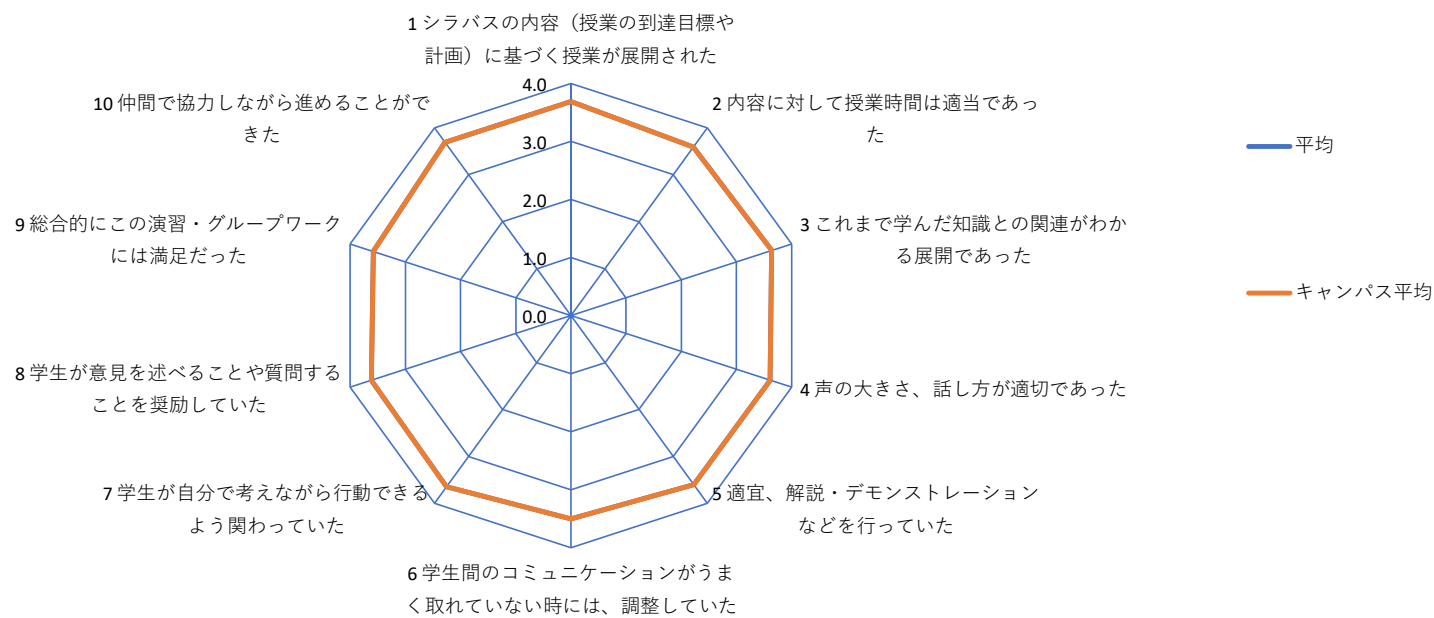 1 シラバスの内容（授業の到達目標や
計画）に基づく授業が展開された
2 内容に対して授業時間は適当であっ
た
3 これまで学んだ知識との関連がわか
る展開であった
4 声の大きさ、話し方が適切であった
5 適宜、解説・デモンストレーション
などを行っていた
6 学生間のコミュニケーションがうま
く取れていない時には、調整していた
7 学生が自分で考えながら行動できる
よう関わっていた
8 学生が意見を述べることや質問する
ことを奨励していた
9 総合的にこの演習・グループワーク
には満足だった
10 仲間で協力しながら進めることがで
きた
4.0
3.0
2.0
1.0
0.0
平均
キャンパス平均